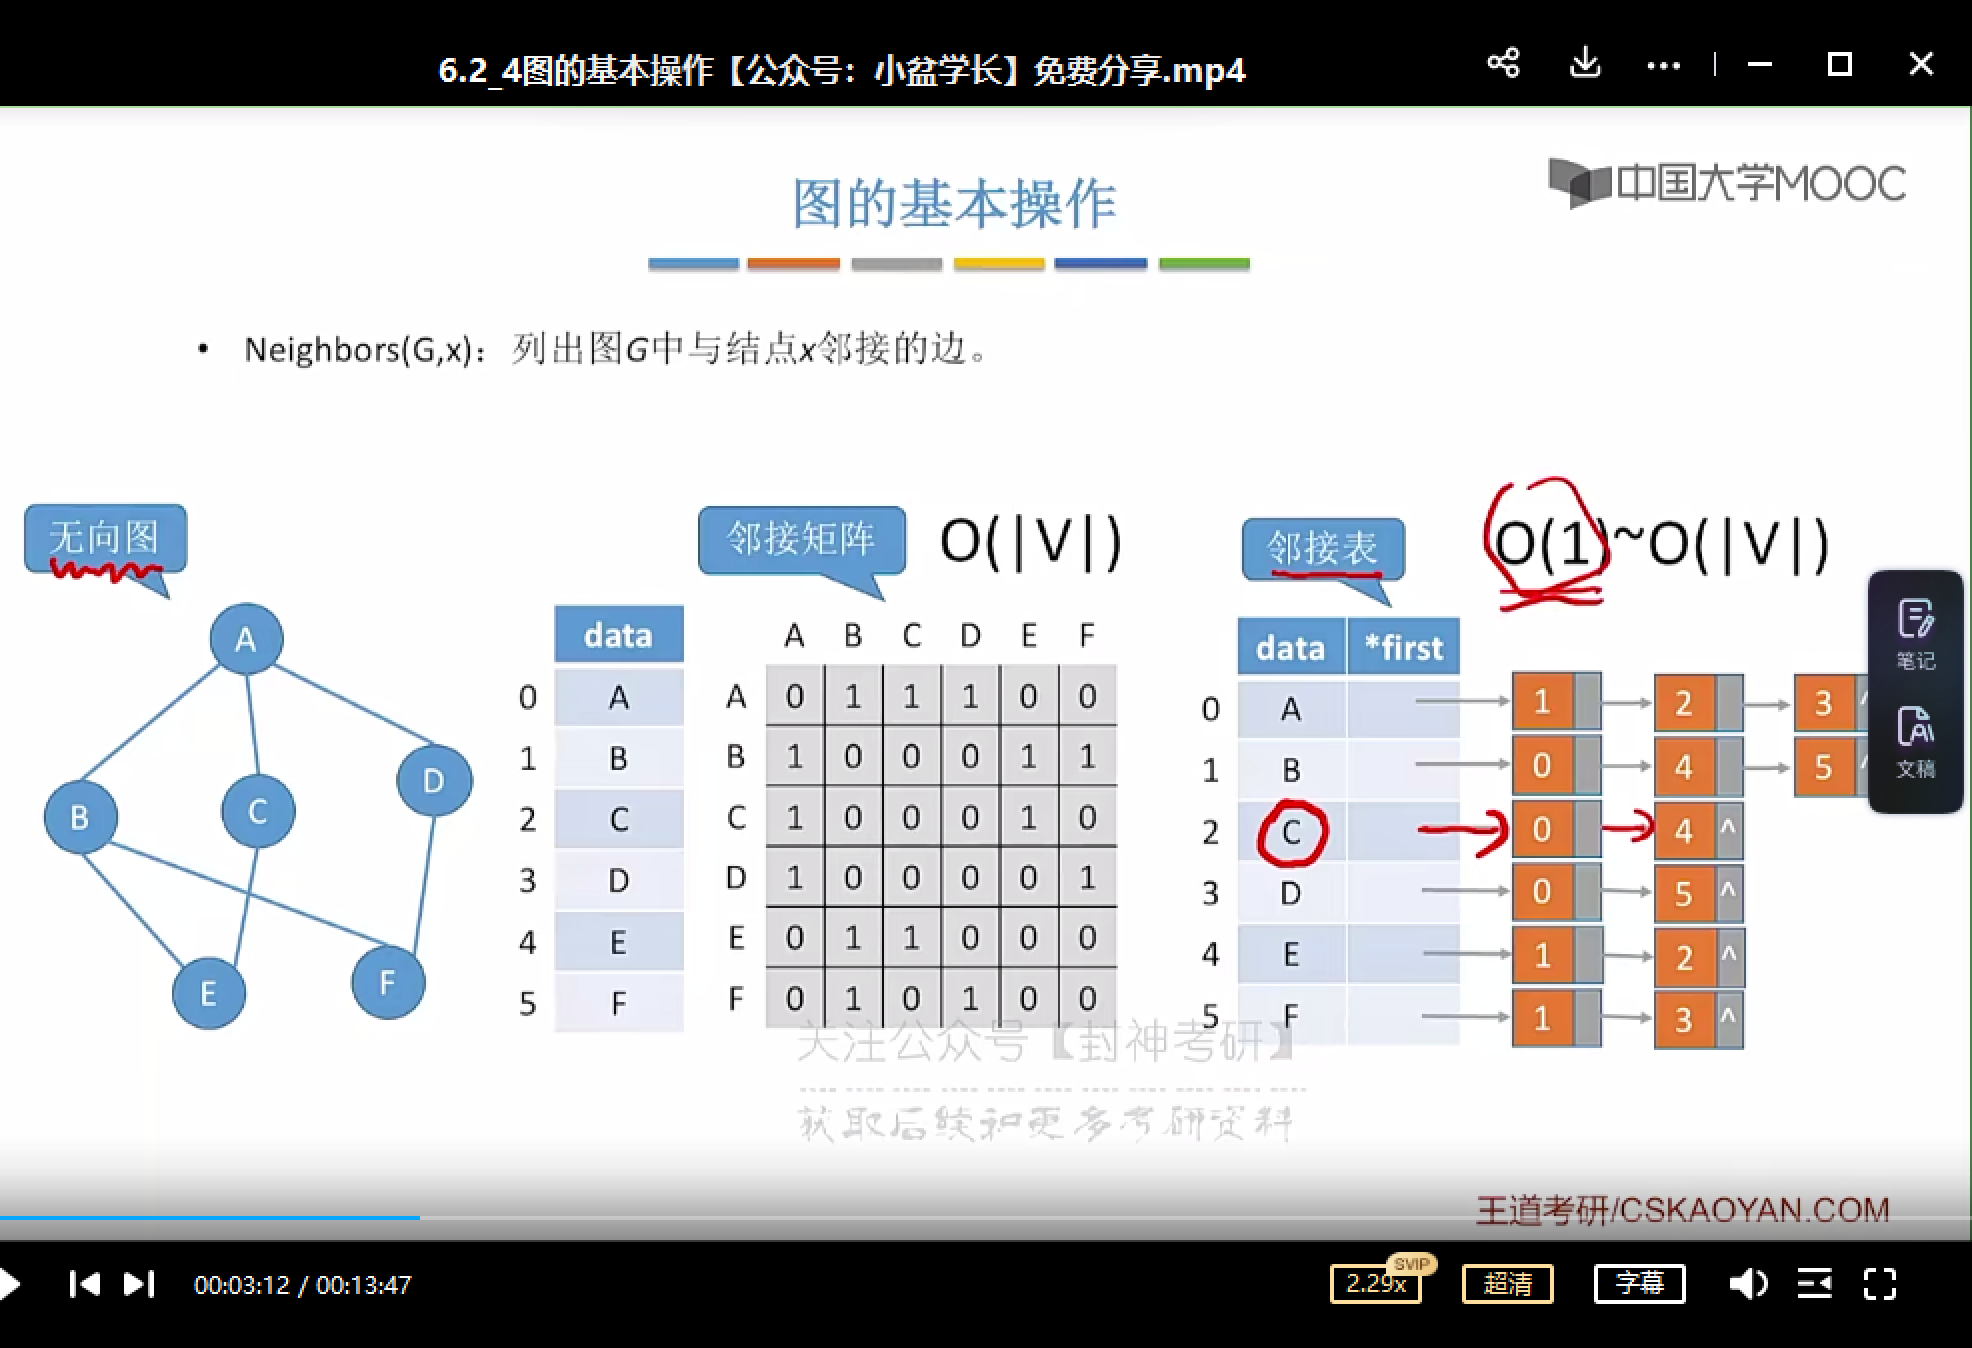 6.2_4图的基本操作【公众号：小盆学长】免费分享.mp4
中国大学MOOC
图的基本操作
• Neighbors(G,x)：列出图G中与结点x邻接的边。
无向图
A
B
C
D
E
F
data
0 A
1 B
2 C
3 D
4 E
5 F
邻接矩阵 O(|V|)
A B C D E F
A 0 1 1 1 0 0
B 1 0 0 0 1 1
C 1 0 0 0 1 0
D 1 0 0 0 0 1
E 0 1 1 0 0 0
F 0 1 0 1 0 0
邻接表 O(1)~O(|V|)
data *first
0 A 1 2 3 ^
1 B 0 4 5 ^
2 C 0 4 ^
3 D 0 5 ^
4 E 1 2 ^
5 F 1 3 ^
笔记
文稿
关注公众号【封神考研】
获取后续和更多考研资料
王道考研/CSKAOYAN.COM
00:03:12 / 00:13:47
2.29x
SVIP
超清
字幕